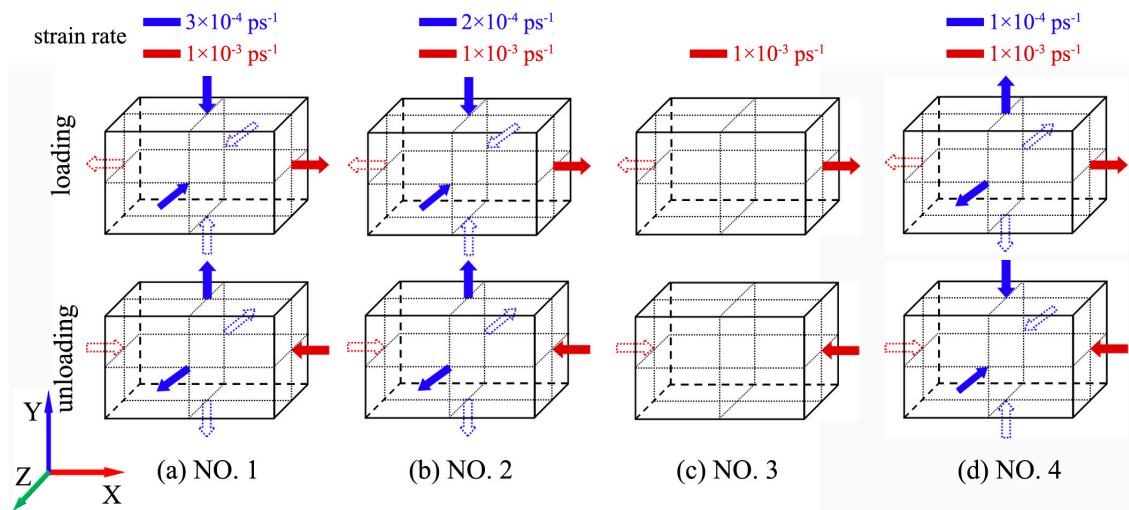 strain rate
3×10⁻⁴ ps⁻¹
1×10⁻³ ps⁻¹
2×10⁻⁴ ps⁻¹
1×10⁻³ ps⁻¹
1×10⁻³ ps⁻¹
1×10⁻⁴ ps⁻¹
1×10⁻³ ps⁻¹
loading
unloading
Y
Z
X
(a) NO. 1
(b) NO. 2
(c) NO. 3
(d) NO. 4